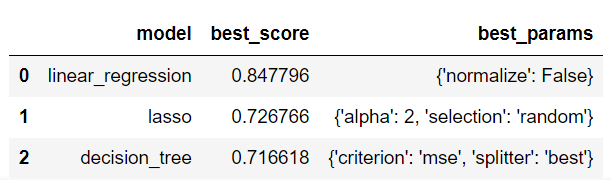 model best_score best_params
0 linear_regression 0.847796 {'normalize': False}
1 lasso 0.726766 {'alpha': 2, 'selection': 'random'}
2 decision_tree 0.716618 {'criterion': 'mse', 'splitter': 'best'}